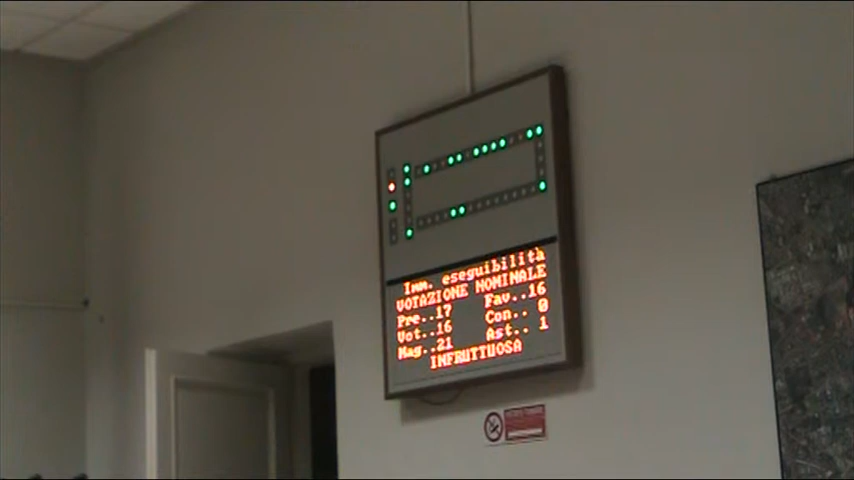 Imm. eseguibilità
VOTAZIONE NOMINALE
Pre..17 Fav..16
Vot..16 Con.. 0
Mag..21 Ast.. 1
INFRUTTUOSA